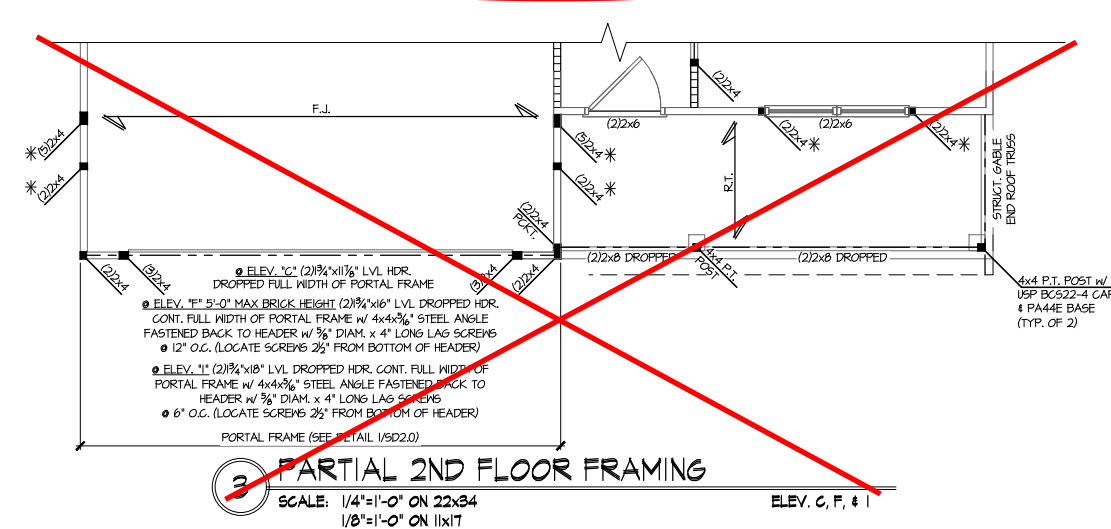 (2)2x4
F.J.
(2)2x6
(2)2x6
(5)2x4
(5)2x4
(2)2x4
(2)2x4
(2)2x4
(2)2x4
R.T.
STRUCT. GABLE
END ROOF TRUSS
(2)2x4
PCKT.
(2)2x8 DROPPED
(2)2x8 DROPPED
4x4 P.T.
POST
(2)2x4
(3)2x4
(3)2x4
(2)2x4
@ ELEV. "C" (2)1¾"x11⅞" LVL HDR.
DROPPED FULL WIDTH OF PORTAL FRAME
@ ELEV. "F" 5'-0" MAX BRICK HEIGHT (2)1¾"x16" LVL DROPPED HDR.
CONT. FULL WIDTH OF PORTAL FRAME W/ 4x4x5/16" STEEL ANGLE
FASTENED BACK TO HEADER W/ ⅝" DIAM. x 4" LONG LAG SCREWS
@ 12" O.C. (LOCATE SCREWS 2½" FROM BOTTOM OF HEADER)
@ ELEV. "I" (2)1¾"x18" LVL DROPPED HDR. CONT. FULL WIDTH OF
PORTAL FRAME W/ 4x4x5/16" STEEL ANGLE FASTENED BACK TO
HEADER W/ ⅝" DIAM. x 4" LONG LAG SCREWS
@ 6" O.C. (LOCATE SCREWS 2½" FROM BOTTOM OF HEADER)
4x4 P.T. POST W/
USP BCS22-4 CAP
& PA44E BASE
(TYP. OF 2)
PORTAL FRAME (SEE DETAIL 1/SD2.0)
3
PARTIAL 2ND FLOOR FRAMING
SCALE: 1/4"=1'-0" ON 22x34
1/8"=1'-0" ON 11x17
ELEV. C, F, & I